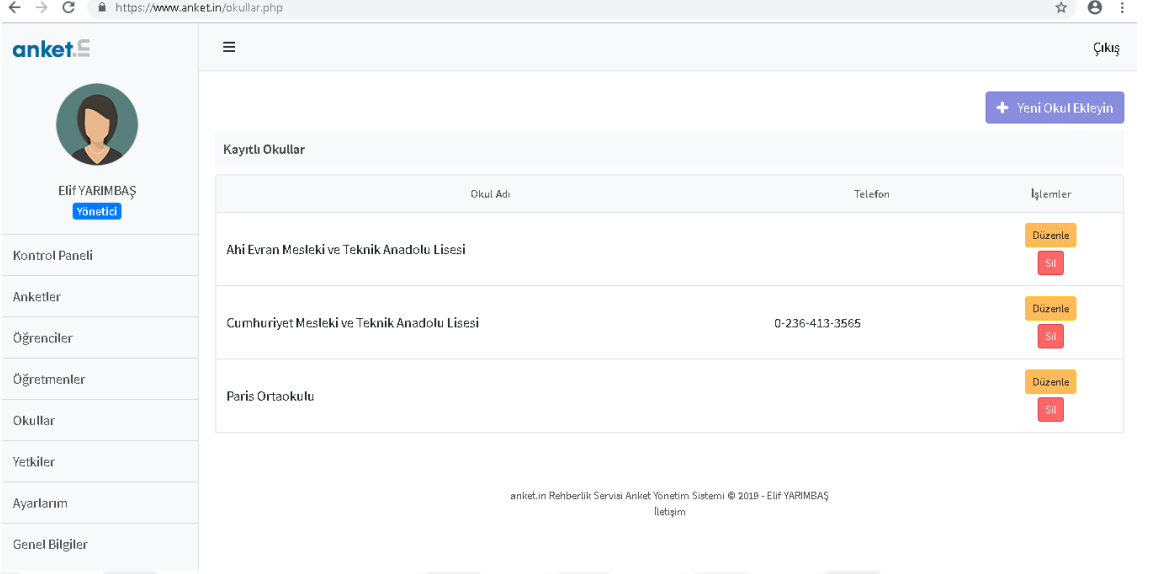 https://www.anket.in/okullar.php
anket.in
Çıkış
Yeni Okul Ekleyin
Elif YARIMBAŞ
Yönetici
Kontrol Paneli
Anketler
Öğrenciler
Öğretmenler
Okullar
Yetkiler
Ayarlarım
Genel Bilgiler
Kayıtlı Okullar
Okul Adı Telefon İşlemler
Ahi Evran Mesleki ve Teknik Anadolu Lisesi
Düzenle
Sil
Cumhuriyet Mesleki ve Teknik Anadolu Lisesi 0-236-413-3565
Düzenle
Sil
Paris Ortaokulu
Düzenle
Sil
anket.in Rehberlik Servisi Anket Yönetim Sistemi © 2019 - Elif YARIMBAŞ
İletişim